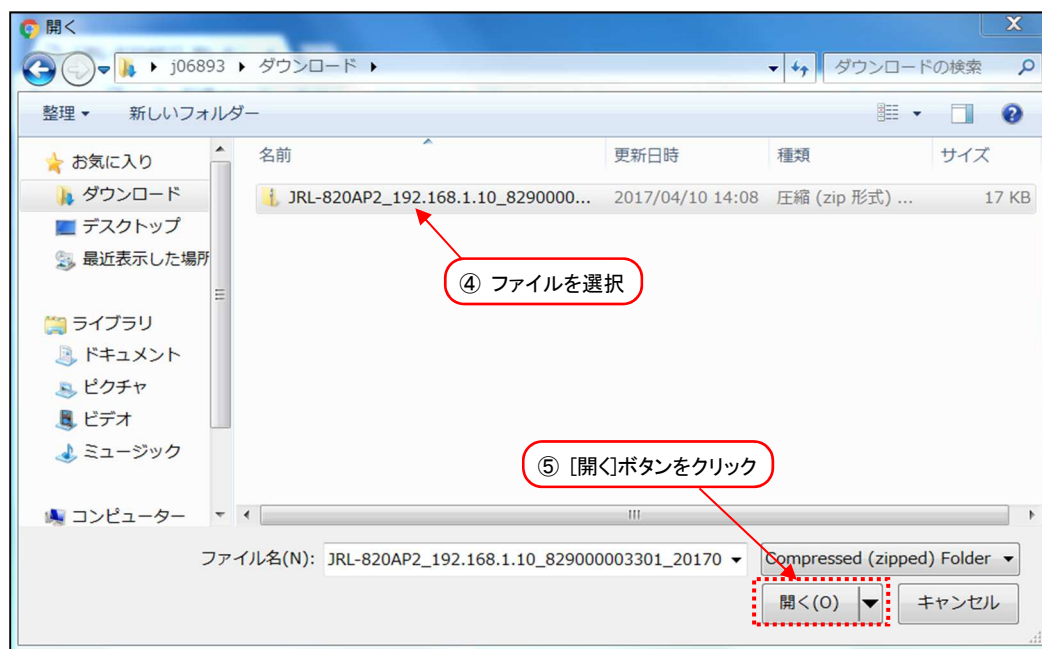 開く
j06893 ▸ ダウンロード ▸
ダウンロードの検索
整理 ▾ 新しいフォルダー
お気に入り
ダウンロード
デスクトップ
最近表示した場所
ライブラリ
ドキュメント
ピクチャ
ビデオ
ミュージック
コンピューター
名前 更新日時 種類 サイズ
JRL-820AP2_192.168.1.10_8290000... 2017/04/10 14:08 圧縮 (zip 形式) ... 17 KB
④ ファイルを選択
⑤ [開く]ボタンをクリック
ファイル名(N): JRL-820AP2_192.168.1.10_829000003301_20170
Compressed (zipped) Folder
開く(O) キャンセル